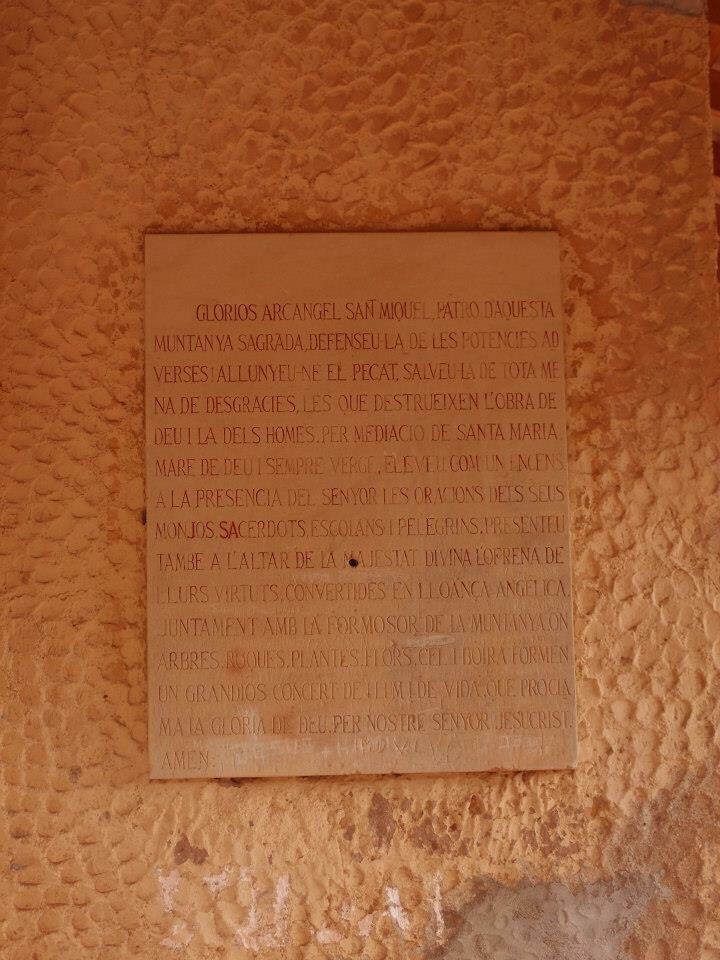 GLORIOS ARCANGEL SAN MIQUEL, PATRO D'AQUESTA
MUNTANYA SAGRADA, DEFENSEU-LA DE LES POTENCIES AD
VERSES I ALLUNYEU-NE EL PECAT, SALVEU-LA DE TOTA ME
NA DE DESGRACIES, LES QUE DESTRUEIXEN L'OBRA DE
DEU I LA DELS HOMES. PER MEDIACIO DE SANTA MARIA
MARE DE DEU I SEMPRE VERGE, ELEVEU COM UN ENCENS
A LA PRESENCIA DEL SENYOR LES ORACIONS DELS SEUS
MONJOS SACERDOTS, ESCOLANS I PELEGRINS. PRESENTEU
TAMBE A L'ALTAR DE LA MAJESTAT DIVINA L'OFRENA DE
LLURS VIRTUTS, CONVERTIDES EN LLOANÇA ANGELICA.
JUNTAMENT AMB LA FORMOSOR DE LA MUNTANYA ON
ARBRES, ROQUES, PLANTES, FLORS, CEL I BOIRA FORMEN
UN GRANDIOS CONCERT DE LLUM I DE VIDA, QUE PROCLA
MA LA GLORIA DE DEU. PER NOSTRE SENYOR JESUCRIST.
AMEN.